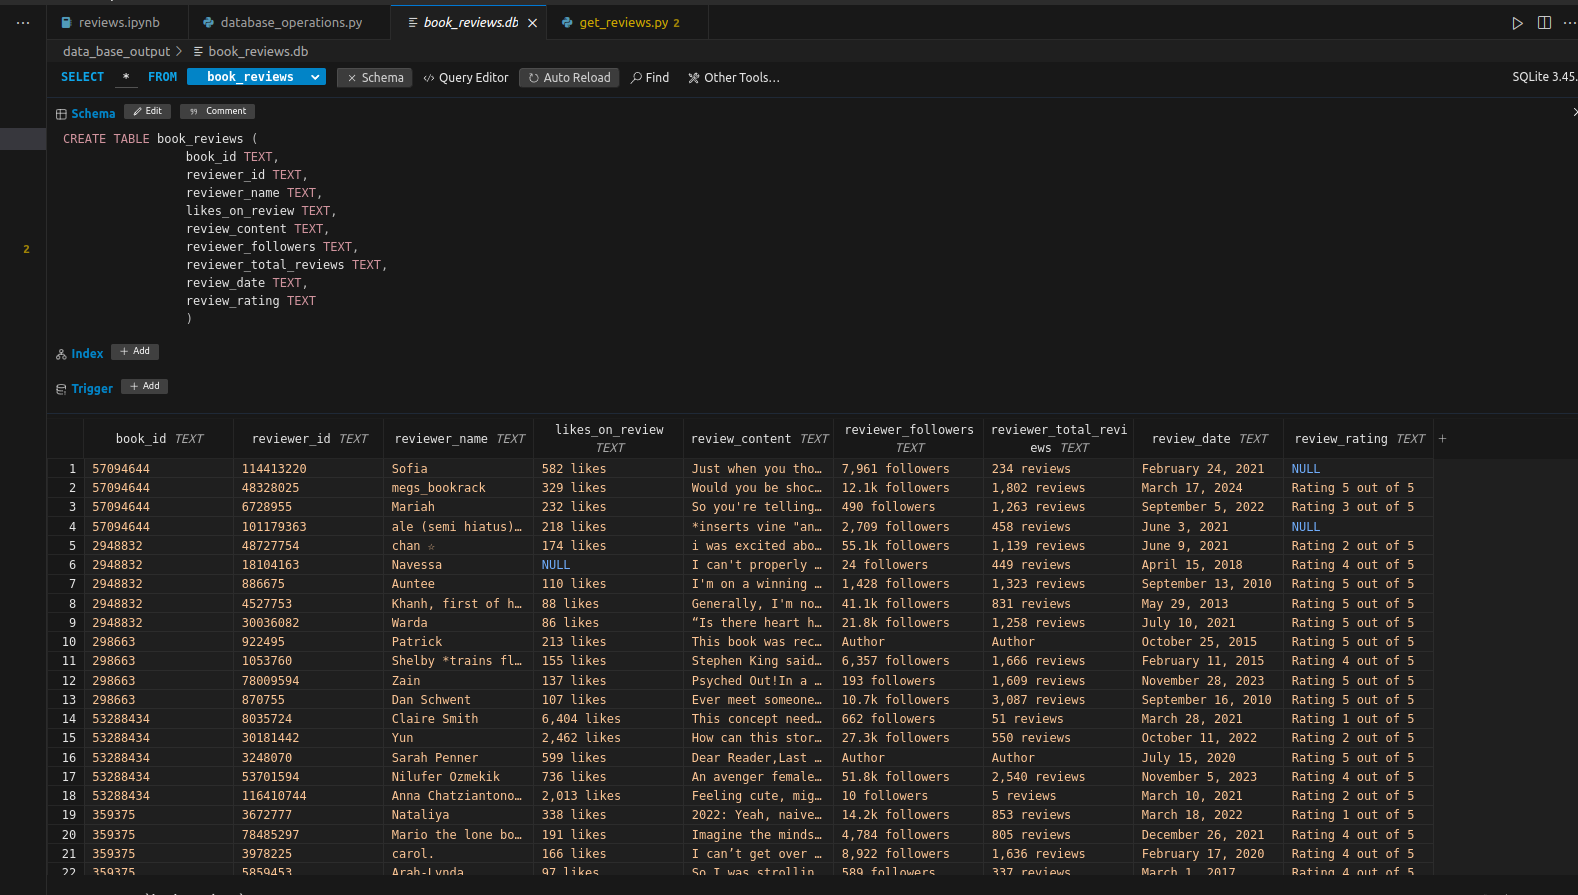 reviews.ipynb database_operations.py book_reviews.db get_reviews.py 2
data_base_output > book_reviews.db
SELECT * FROM book_reviews Schema Query Editor Auto Reload Find Other Tools... SQLite 3.45.
Schema Edit Comment
CREATE TABLE book_reviews (
book_id TEXT,
reviewer_id TEXT,
reviewer_name TEXT,
likes_on_review TEXT,
review_content TEXT,
reviewer_followers TEXT,
2
reviewer_total_reviews TEXT,
review_date TEXT,
review_rating TEXT
)
Index + Add
Trigger + Add
book_id TEXT reviewer_id TEXT reviewer_name TEXT likes_on_review TEXT review_content TEXT reviewer_followers TEXT reviewer_total_reviews TEXT review_date TEXT review_rating TEXT +
1 57094644 114413220 Sofia 582 likes Just when you tho… 7,961 followers 234 reviews February 24, 2021 NULL
2 57094644 48328025 megs_bookrack 329 likes Would you be shoc… 12.1k followers 1,802 reviews March 17, 2024 Rating 5 out of 5
3 57094644 6728955 Mariah 232 likes So you're telling… 490 followers 1,263 reviews September 5, 2022 Rating 3 out of 5
4 57094644 101179363 ale (semi hiatus)… 218 likes *inserts vine "an… 2,709 followers 458 reviews June 3, 2021 NULL
5 2948832 48727754 chan ☆ 174 likes i was excited abo… 55.1k followers 1,139 reviews June 9, 2021 Rating 2 out of 5
6 2948832 18104163 Navessa NULL I can't properly … 24 followers 449 reviews April 15, 2018 Rating 4 out of 5
7 2948832 886675 Auntee 110 likes I'm on a winning … 1,428 followers 1,323 reviews September 13, 2010 Rating 5 out of 5
8 2948832 4527753 Khanh, first of h… 88 likes Generally, I'm no… 41.1k followers 831 reviews May 29, 2013 Rating 5 out of 5
9 2948832 30036082 Warda 86 likes “Is there heart h… 21.8k followers 1,258 reviews July 10, 2021 Rating 5 out of 5
10 298663 922495 Patrick 213 likes This book was rec… Author Author October 25, 2015 Rating 5 out of 5
11 298663 1053760 Shelby *trains fl… 155 likes Stephen King said… 6,357 followers 1,666 reviews February 11, 2015 Rating 4 out of 5
12 298663 78009594 Zain 137 likes Psyched Out!In a … 193 followers 1,609 reviews November 28, 2023 Rating 5 out of 5
13 298663 870755 Dan Schwent 107 likes Ever meet someone… 10.7k followers 3,087 reviews September 16, 2010 Rating 5 out of 5
14 53288434 8035724 Claire Smith 6,404 likes This concept need… 662 followers 51 reviews March 28, 2021 Rating 1 out of 5
15 53288434 30181442 Yun 2,462 likes How can this stor… 27.3k followers 550 reviews October 11, 2022 Rating 2 out of 5
16 53288434 3248070 Sarah Penner 599 likes Dear Reader,Last … Author Author July 15, 2020 Rating 5 out of 5
17 53288434 53701594 Nilufer Ozmekik 736 likes An avenger female… 51.8k followers 2,540 reviews November 5, 2023 Rating 4 out of 5
18 53288434 116410744 Anna Chatziantono… 2,013 likes Feeling cute, mig… 10 followers 5 reviews March 10, 2021 Rating 2 out of 5
19 359375 3672777 Nataliya 338 likes 2022: Yeah, naive… 14.2k followers 853 reviews March 18, 2022 Rating 1 out of 5
20 359375 78485297 Mario the lone bo… 191 likes Imagine the minds… 4,784 followers 805 reviews December 26, 2021 Rating 4 out of 5
21 359375 3978225 carol. 166 likes I can’t get over … 8,922 followers 1,636 reviews February 17, 2020 Rating 4 out of 5
22 359375 5859453 Arah-Lynda 97 likes So I was strollin… 589 followers 337 reviews March 1, 2017 Rating 4 out of 5